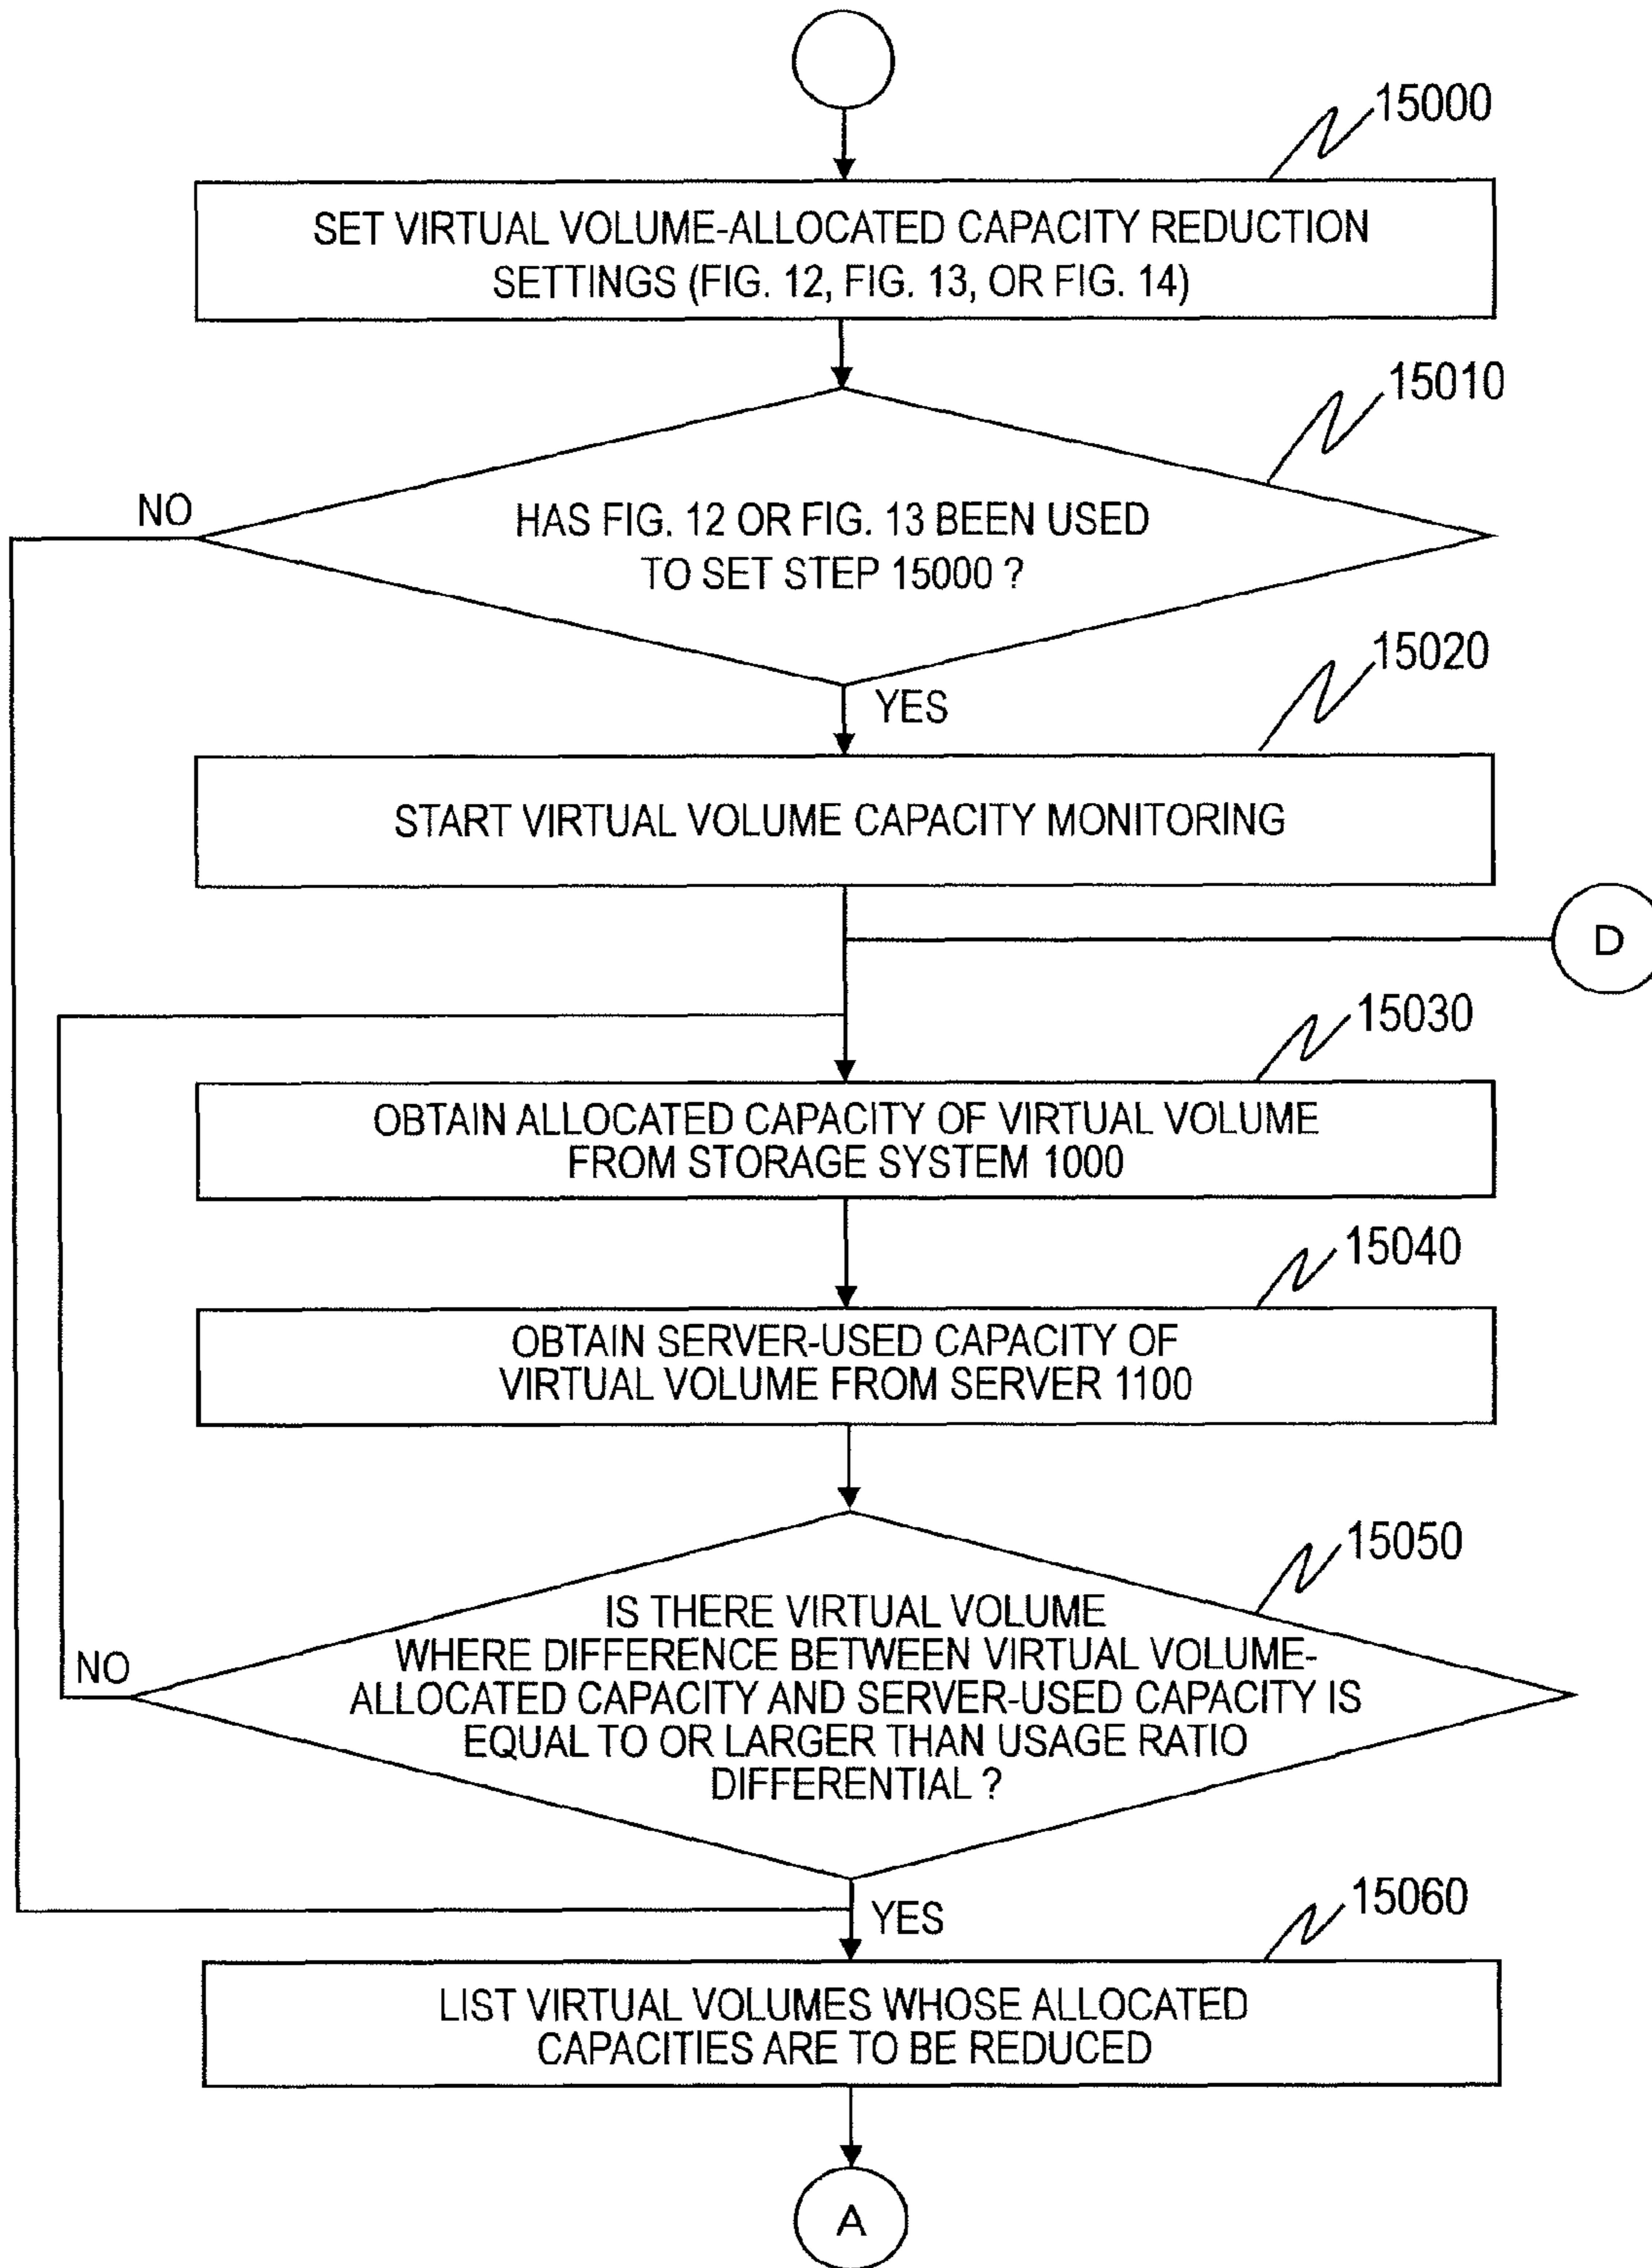 15000
SET VIRTUAL VOLUME-ALLOCATED CAPACITY REDUCTION
SETTINGS (FIG. 12, FIG. 13, OR FIG. 14)
15010
NO
HAS FIG. 12 OR FIG. 13 BEEN USED
TO SET STEP 15000 ?
15020
YES
START VIRTUAL VOLUME CAPACITY MONITORING
D
15030
OBTAIN ALLOCATED CAPACITY OF VIRTUAL VOLUME
FROM STORAGE SYSTEM 1000
15040
OBTAIN SERVER-USED CAPACITY OF
VIRTUAL VOLUME FROM SERVER 1100
15050
IS THERE VIRTUAL VOLUME
WHERE DIFFERENCE BETWEEN VIRTUAL VOLUME-
NO
ALLOCATED CAPACITY AND SERVER-USED CAPACITY IS
EQUAL TO OR LARGER THAN USAGE RATIO
DIFFERENTIAL ?
15060
YES
LIST VIRTUAL VOLUMES WHOSE ALLOCATED
CAPACITIES ARE TO BE REDUCED
A